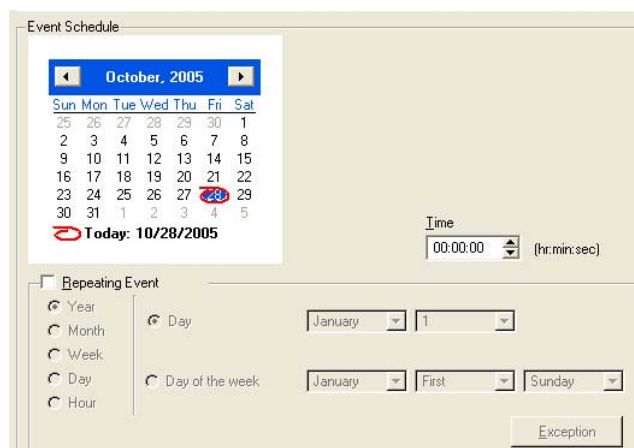 Event Schedule
October, 2005
Sun Mon Tue Wed Thu Fri Sat
25 26 27 28 29 30 1
2 3 4 5 6 7 8
9 10 11 12 13 14 15
16 17 18 19 20 21 22
23 24 25 26 27 28 29
30 31 1 2 3 4 5
Today: 10/28/2005
Time
00:00:00 (hr:min:sec)
Repeating Event
Year
Month
Week
Day
Hour
Day January 1
Day of the week January First Sunday
Exception